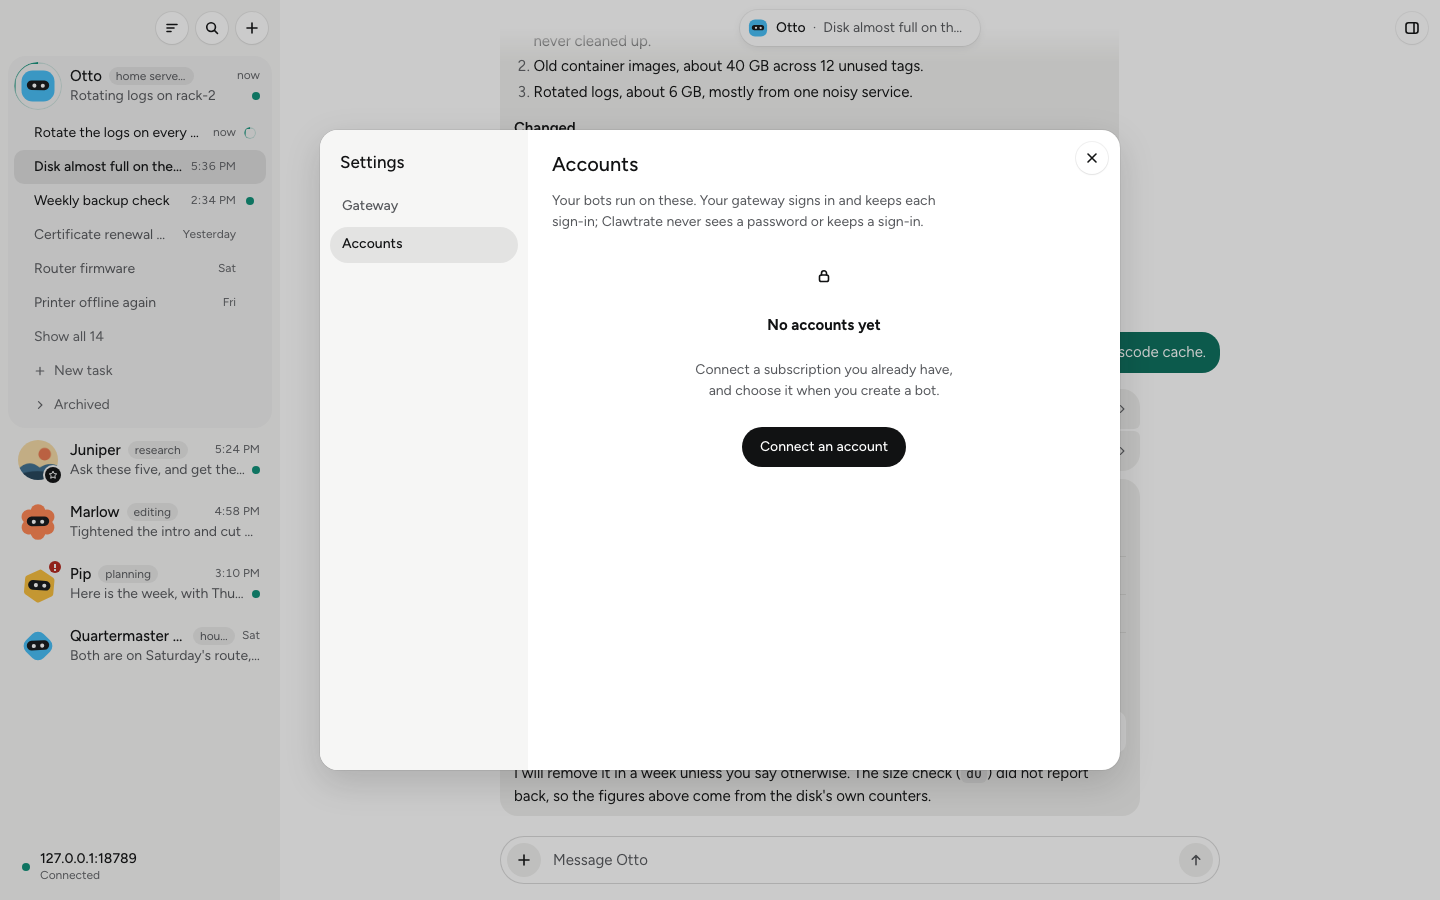 Otto · Disk almost full on th...
Otto home serve... now
Rotating logs on rack-2
Rotate the logs on every ... now
Disk almost full on the... 5:36 PM
Weekly backup check 2:34 PM
Certificate renewal ... Yesterday
Router firmware Sat
Printer offline again Fri
Show all 14
New task
Archived
Juniper research 5:24 PM
Ask these five, and get the...
Marlow editing 4:58 PM
Tightened the intro and cut ...
Pip planning 3:10 PM
Here is the week, with Thu...
Quartermaster ... hou... Sat
Both are on Saturday's route,...
127.0.0.1:18789
Connected
never cleaned up.
2. Old container images, about 40 GB across 12 unused tags.
3. Rotated logs, about 6 GB, mostly from one noisy service.
Changed
Settings
Gateway
Accounts
Accounts
Your bots run on these. Your gateway signs in and keeps each
sign-in; Clawtrate never sees a password or keeps a sign-in.
No accounts yet
Connect a subscription you already have,
and choose it when you create a bot.
Connect an account
scode cache.
I will remove it in a week unless you say otherwise. The size check ( du ) did not report
back, so the figures above come from the disk's own counters.
Message Otto